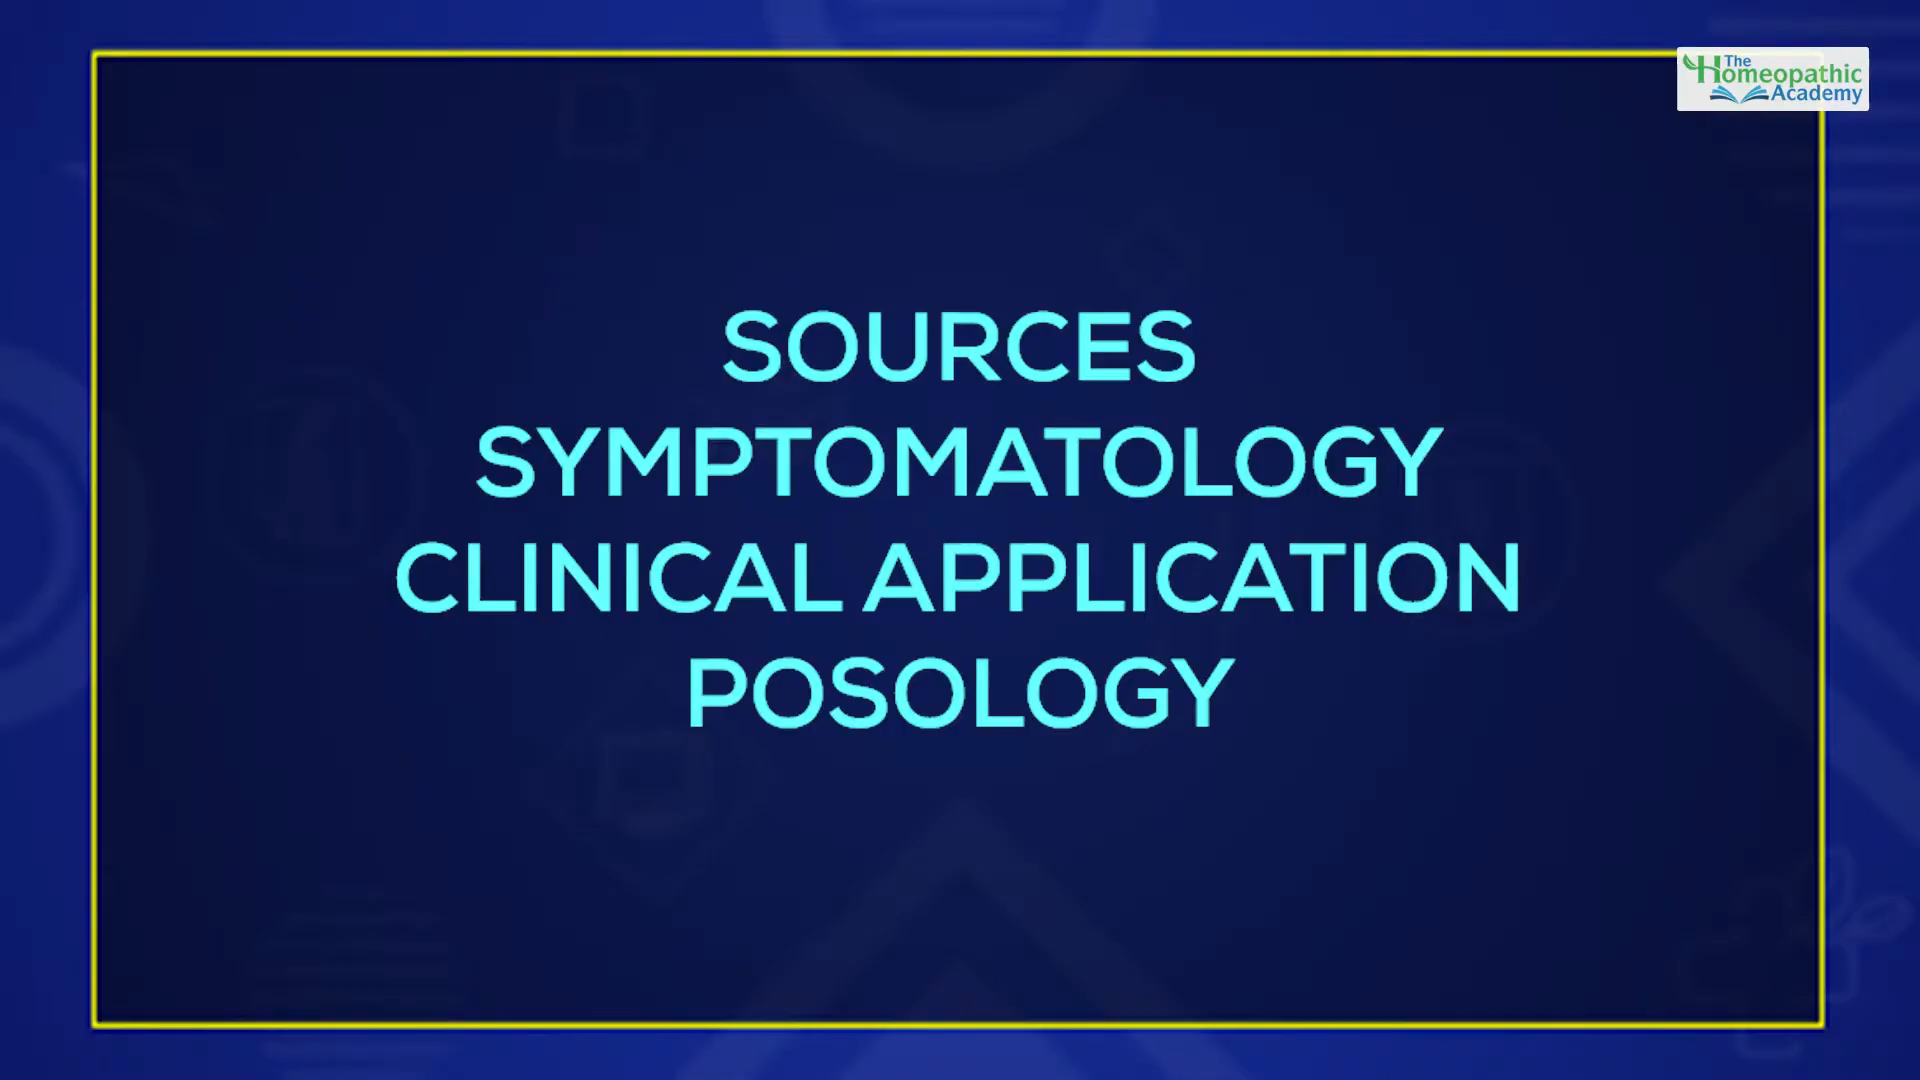 The
Homeopathic
Academy
SOURCES
SYMPTOMATOLOGY
CLINICAL APPLICATION
POSOLOGY